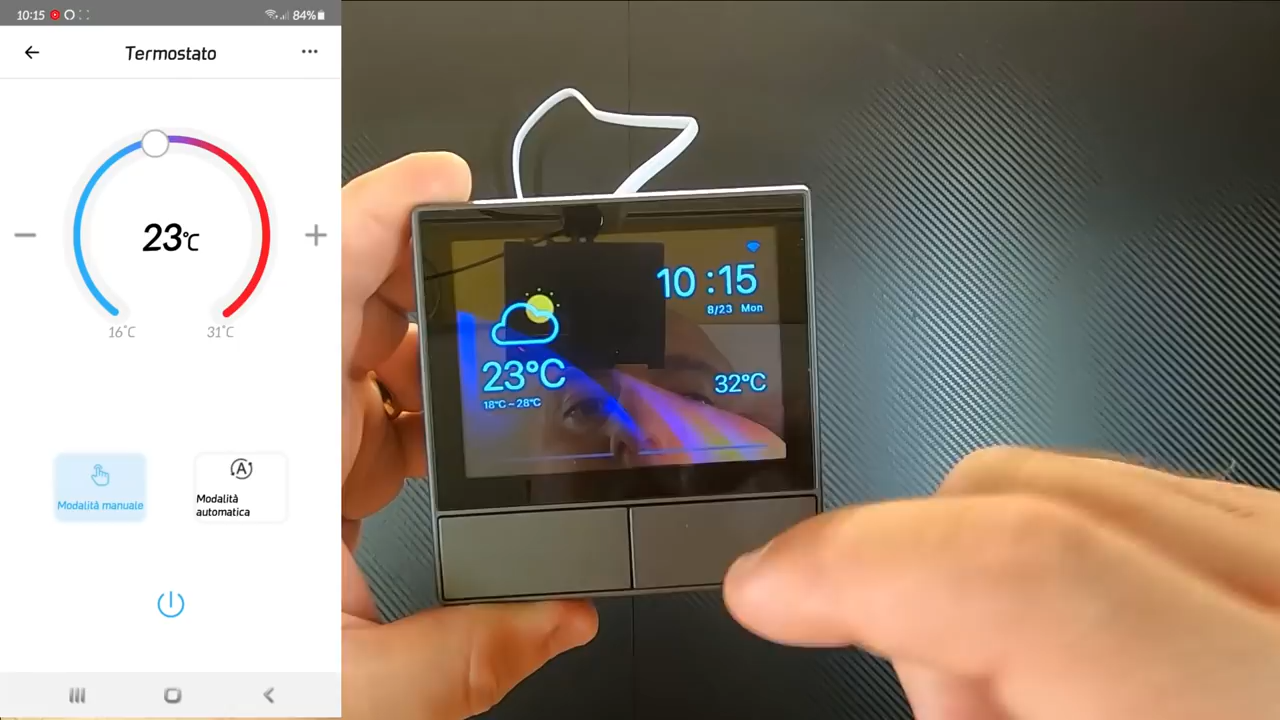 10:15
84%
Termostato
23°C
16°C
31°C
Modalità manuale
Modalità
automatica
10:15
8/23 Mon
23°C
18°C~28°C
32°C